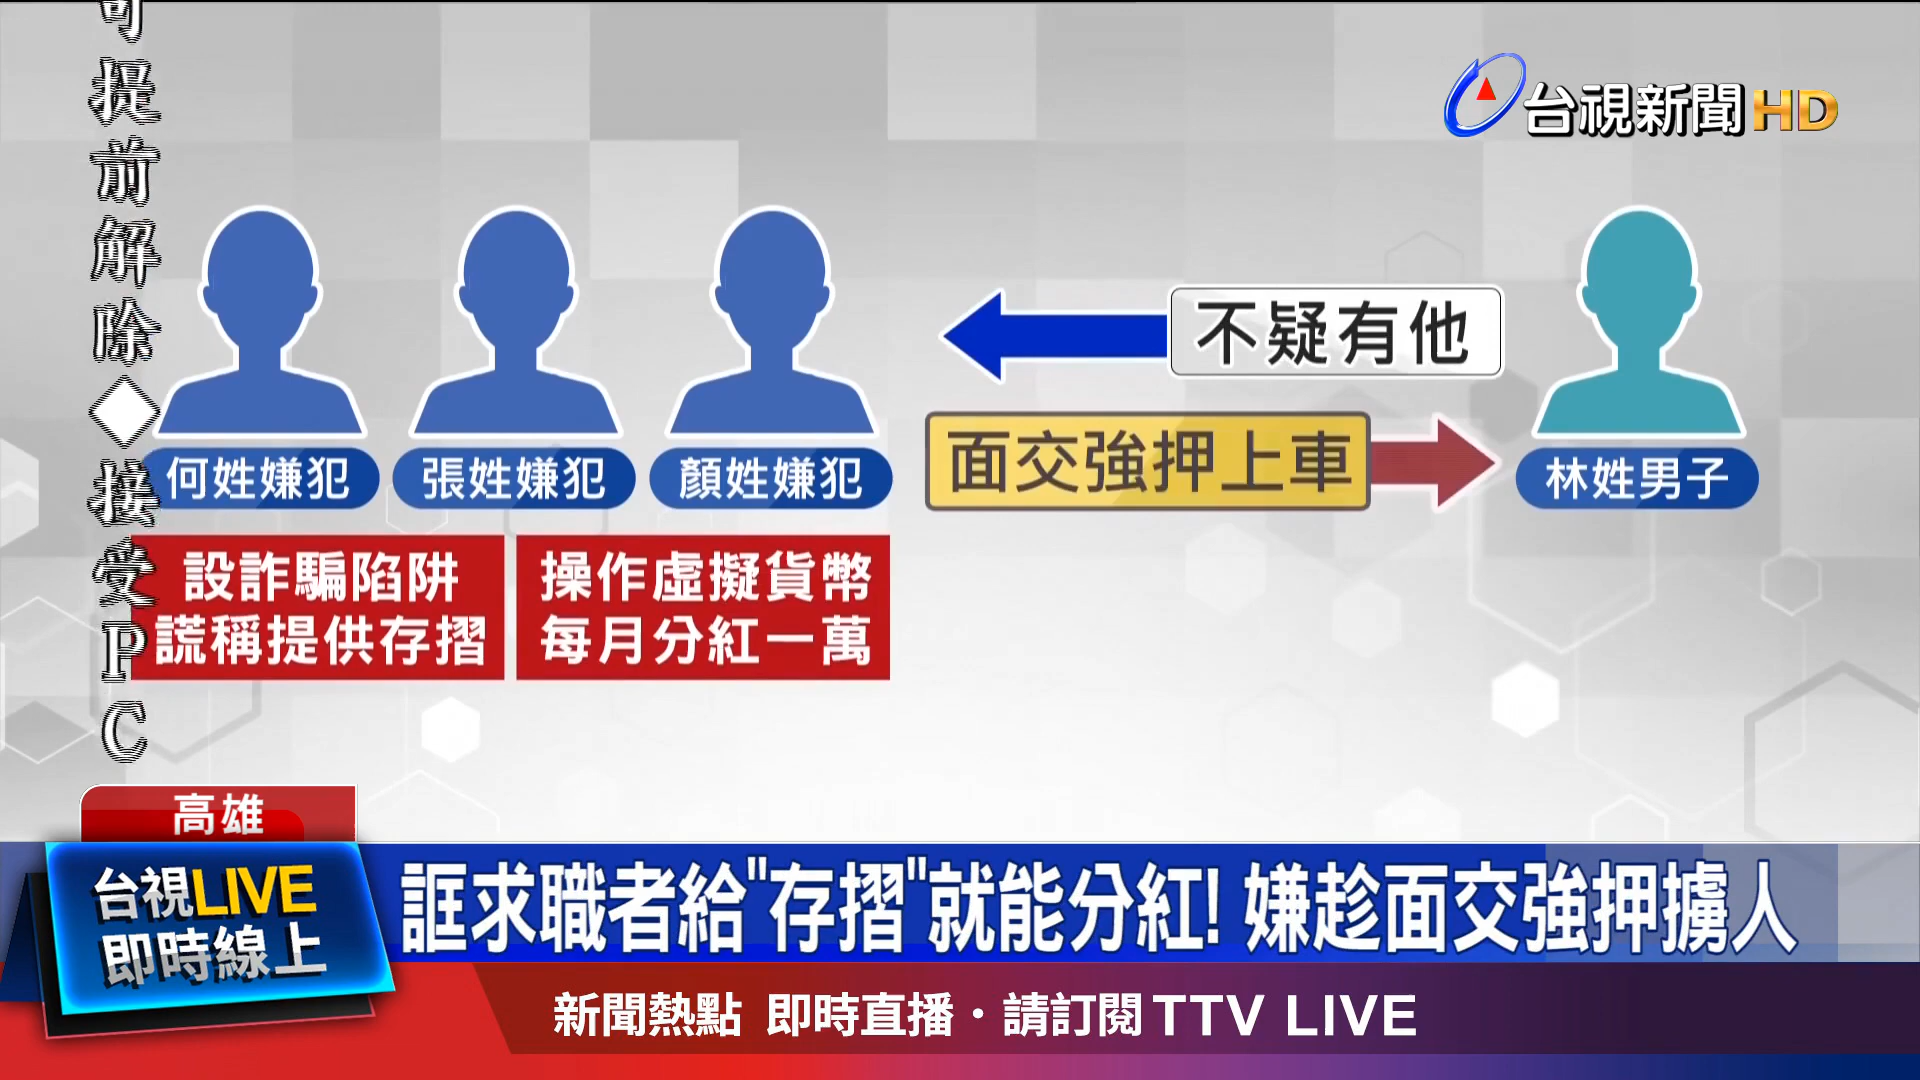 可提前解除◆接受PC
台視新聞HD
不疑有他
面交強押上車
何姓嫌犯
張姓嫌犯
顏姓嫌犯
林姓男子
設詐騙陷阱
謊稱提供存摺
操作虛擬貨幣
每月分紅一萬
高雄
台視LIVE
即時線上
誆求職者給"存摺"就能分紅! 嫌趁面交強押擄人
新聞熱點 即時直播・請訂閱TTV LIVE